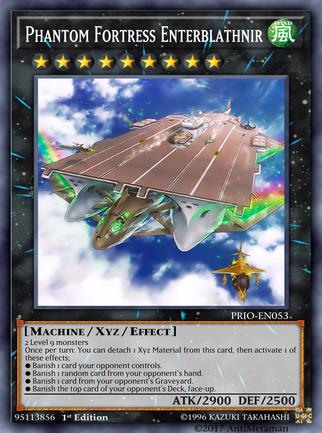 Phantom Fortress Enterblathnir
WIND
風
PRIO-EN053
[Machine / Xyz / Effect]
2 Level 9 monsters
Once per turn: You can detach 1 Xyz Material from this card, then activate 1 of
these effects;
● Banish 1 card your opponent controls.
● Banish 1 random card from your opponent's hand.
● Banish 1 card from your opponent's Graveyard.
● Banish the top card of your opponent's Deck, face-up.
ATK/2900 DEF/2500
95113856 1st Edition ©1996 KAZUKI TAKAHASHI
©2017 AntiMetaman